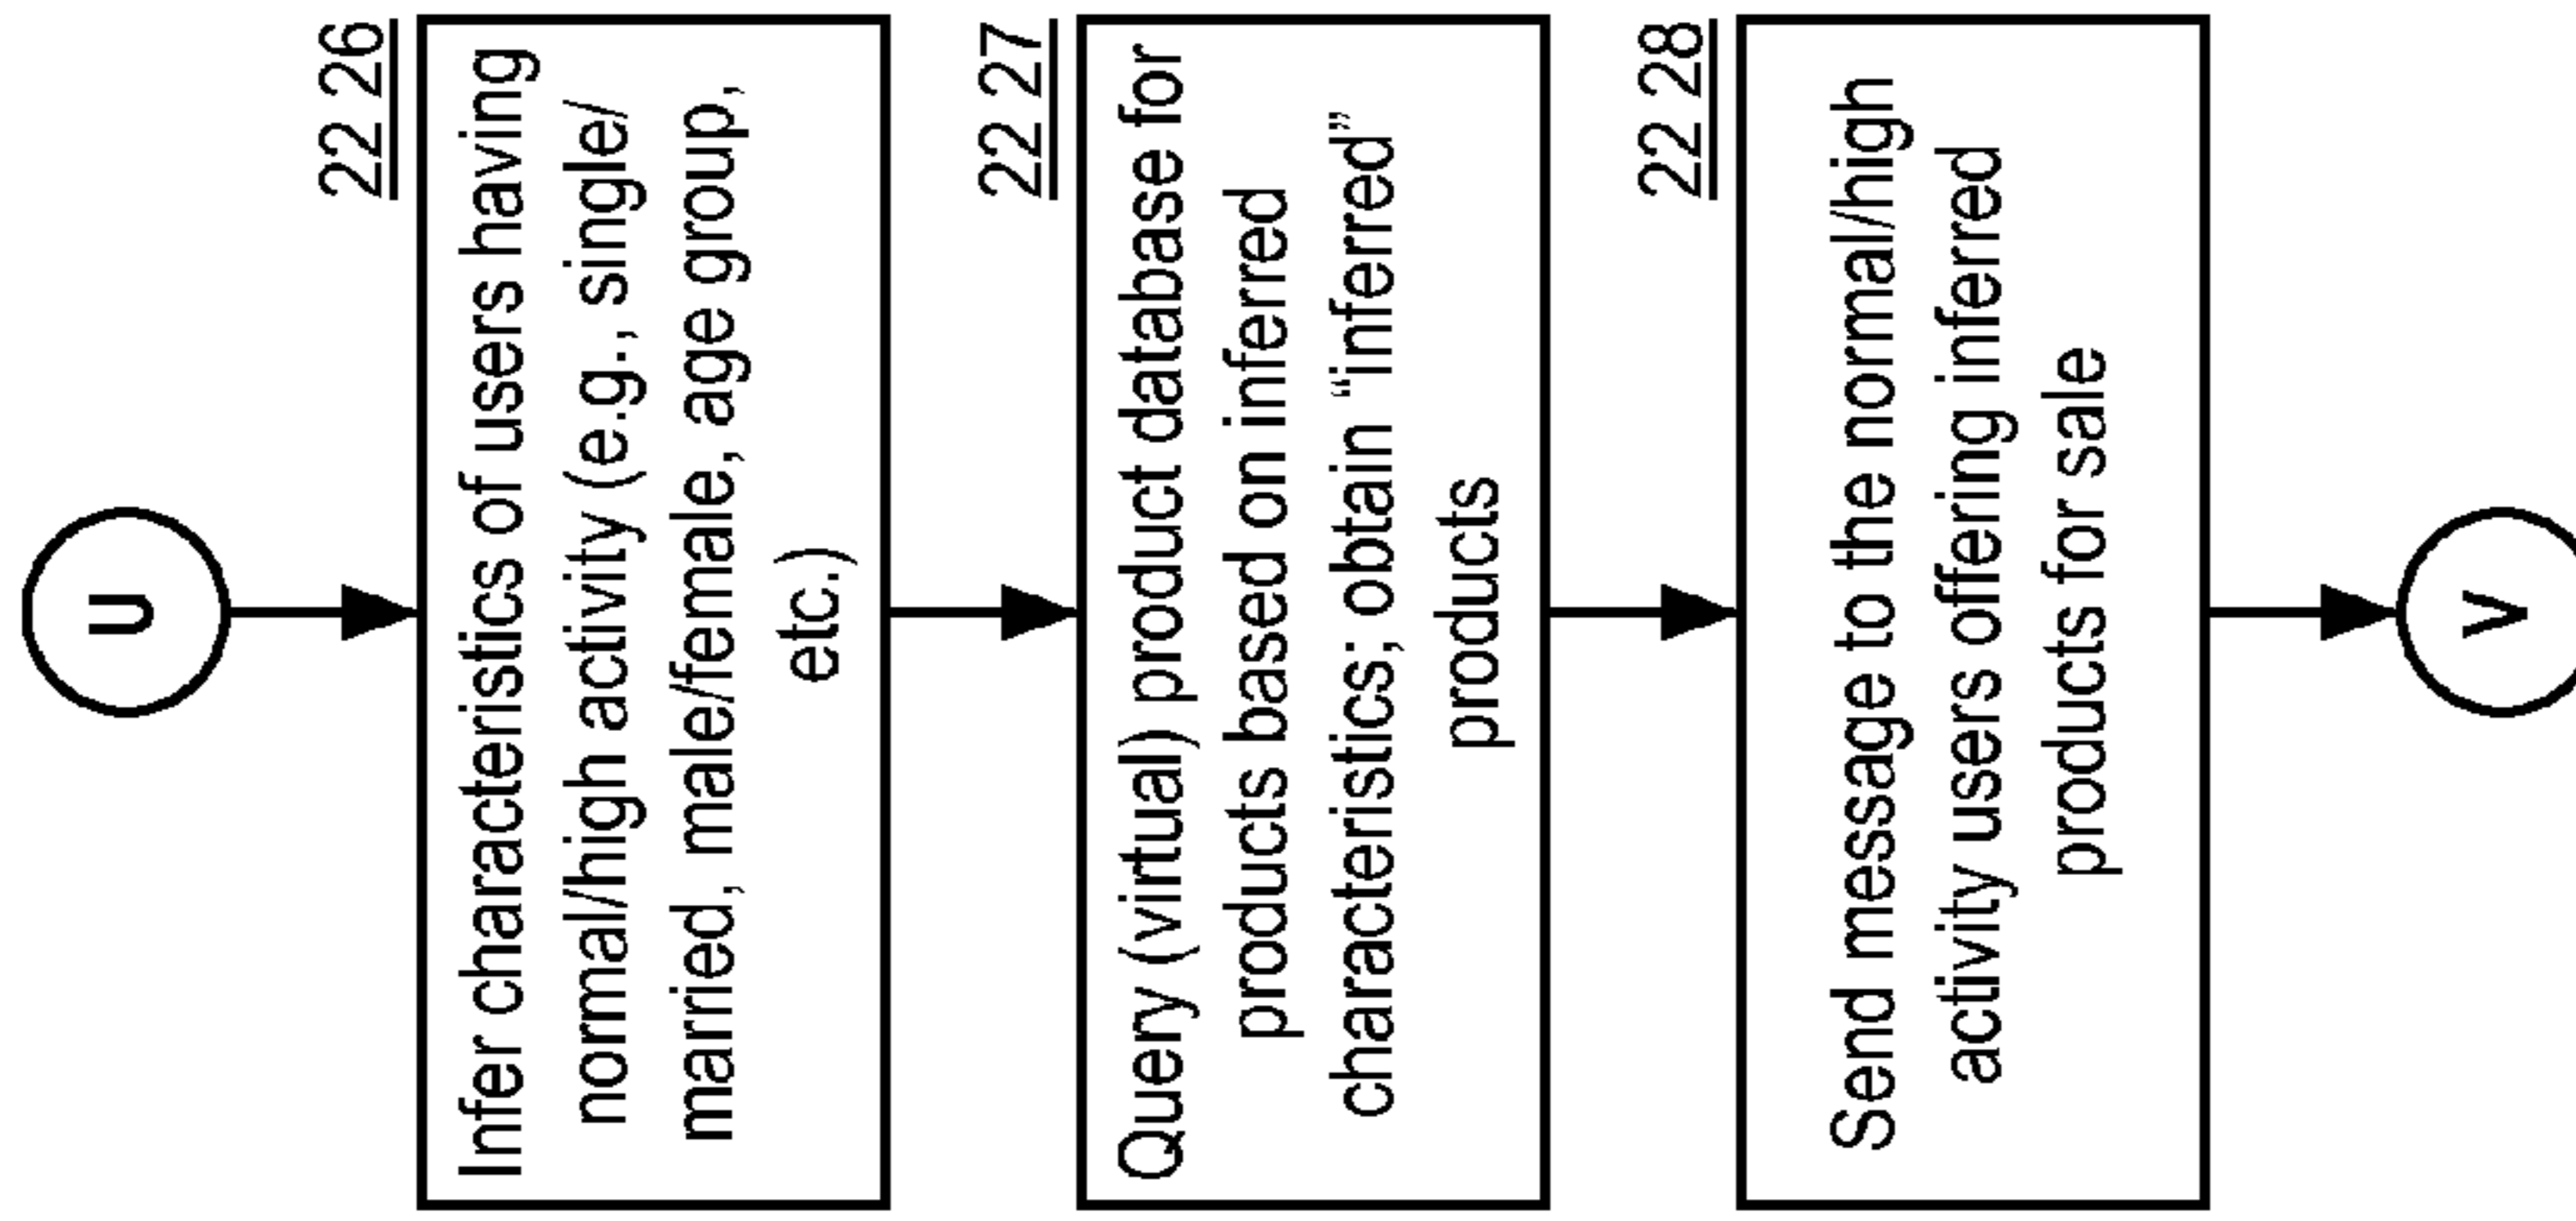 U
22 26
Infer characteristics of users having
normal/high activity (e.g., single/
married, male/female, age group,
etc.)
22 27
Query (virtual) product database for
products based on inferred
characteristics; obtain “inferred”
products
22 28
Send message to the normal/high
activity users offering inferred
products for sale
V